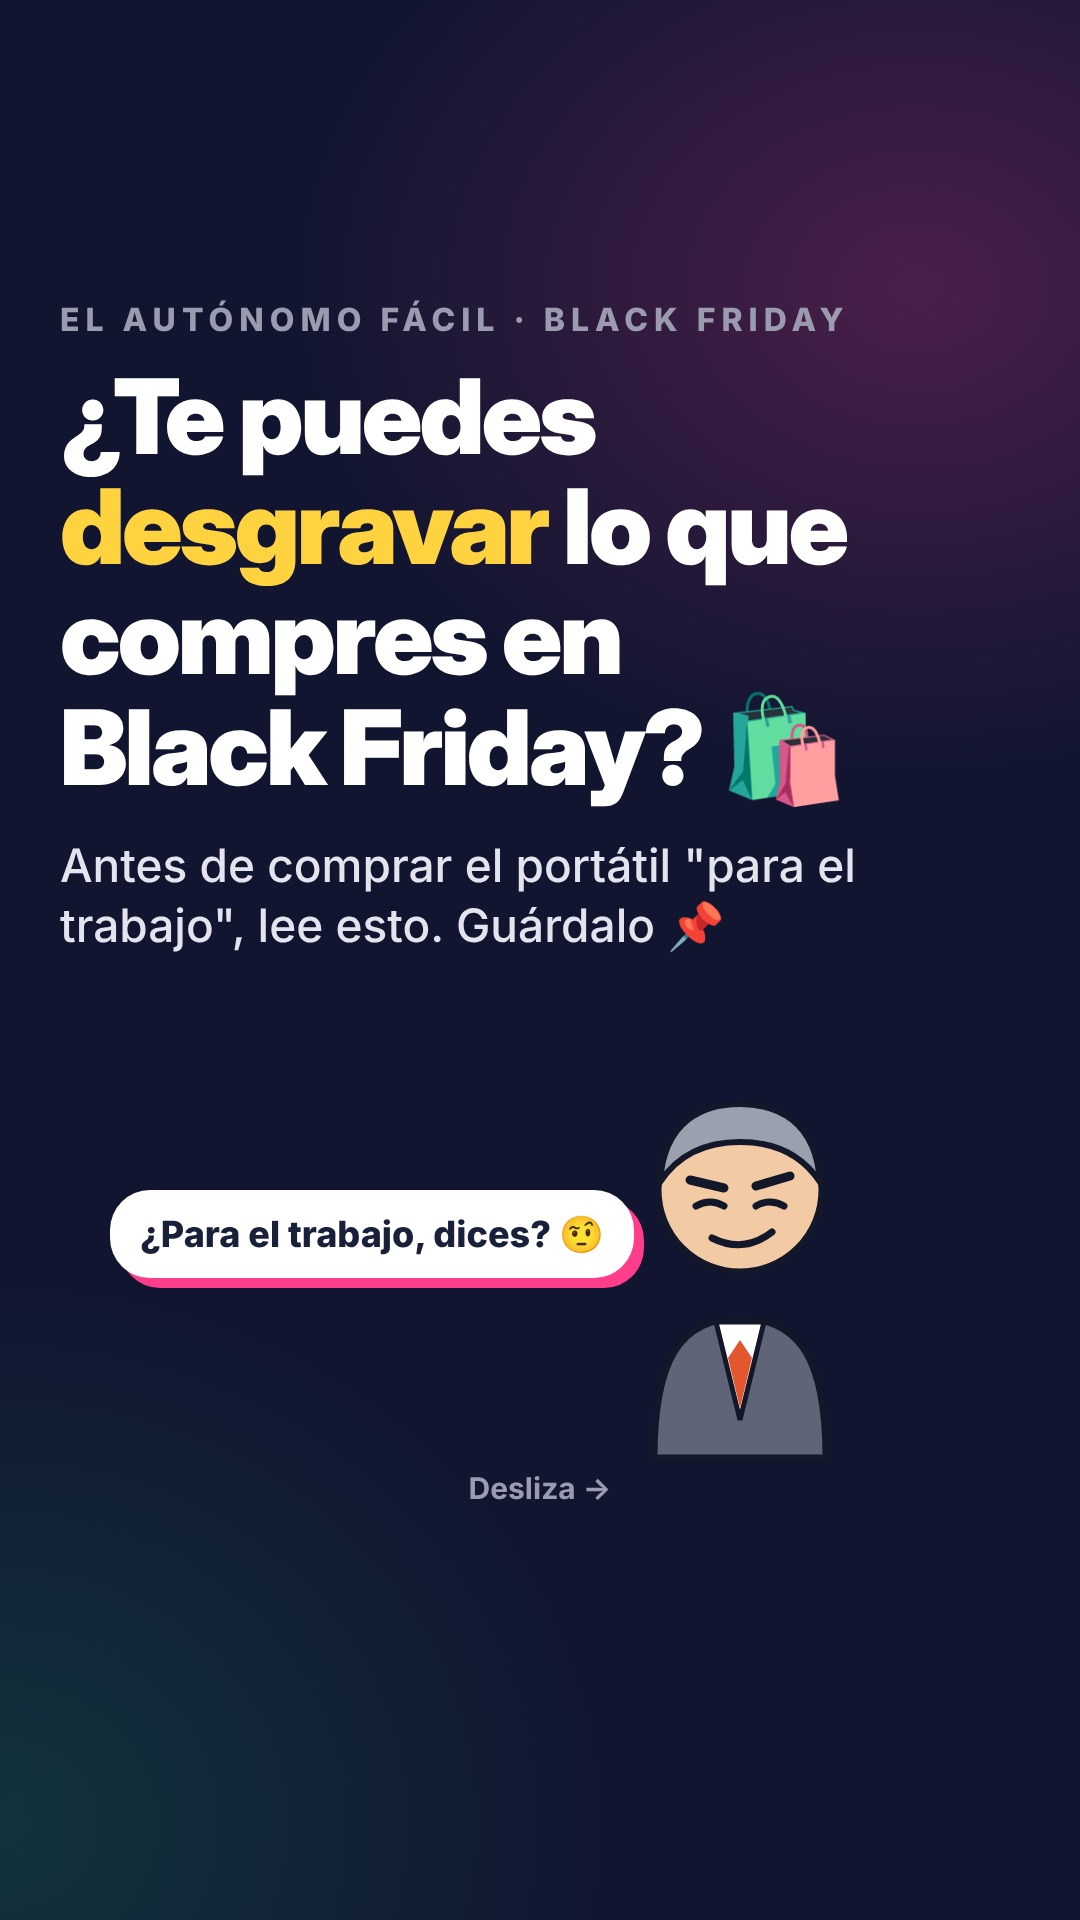 EL AUTÓNOMO FÁCIL · BLACK FRIDAY
¿Te puedes
desgravar lo que
compres en
Black Friday? 🛍️
Antes de comprar el portátil "para el
trabajo", lee esto. Guárdalo 📌
¿Para el trabajo, dices? 🤨
Desliza →